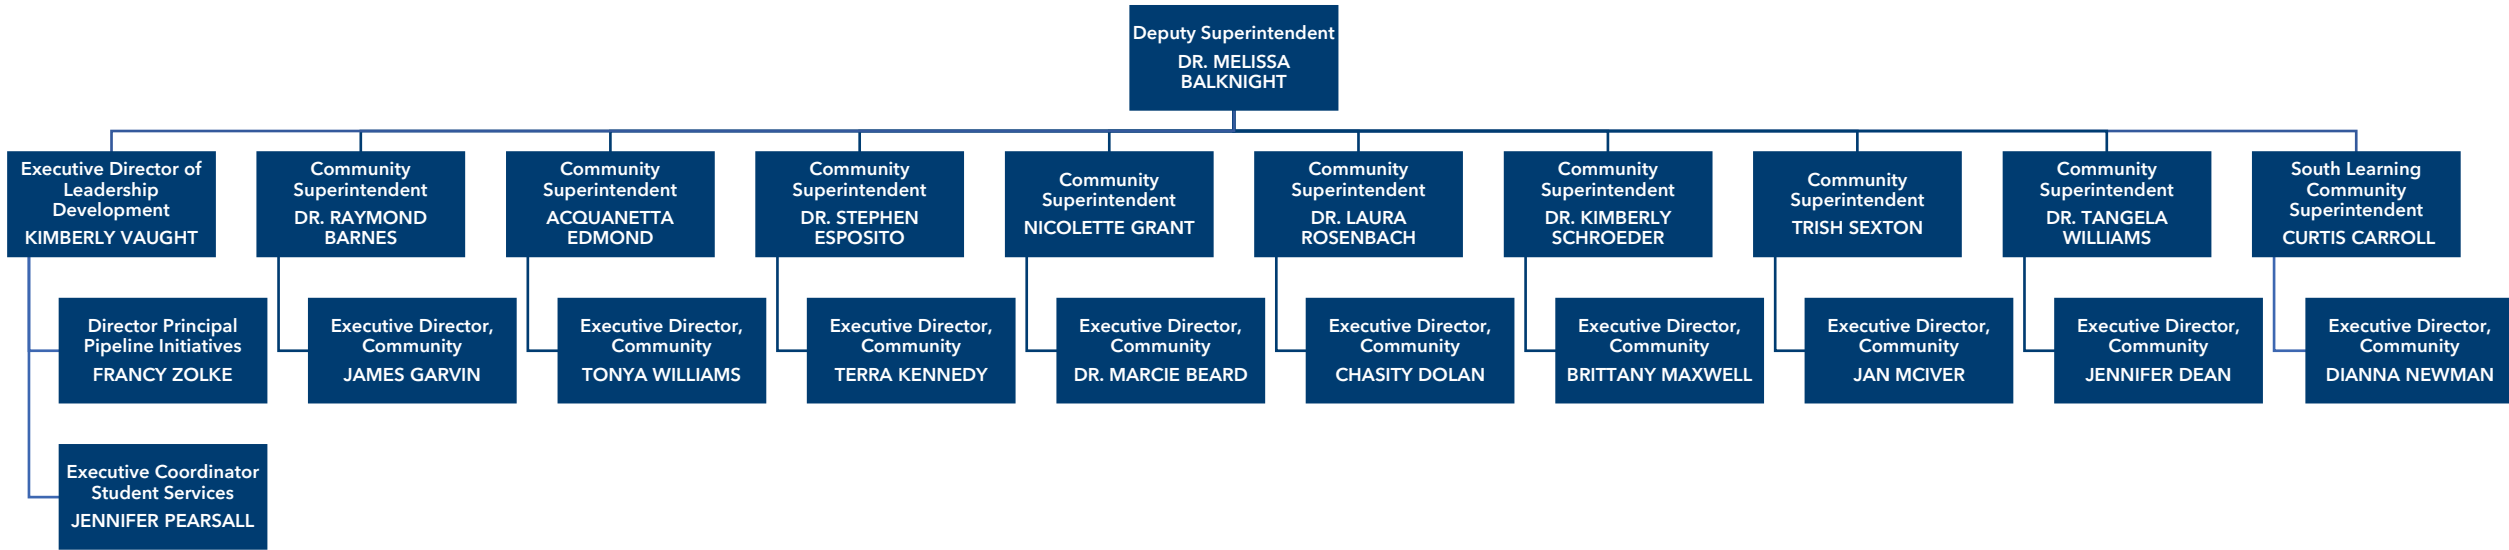 Deputy Superintendent
DR. MELISSA
BALKNIGHT
Executive Director of
Leadership
Development
KIMBERLY VAUGHT
Community
Superintendent
DR. RAYMOND
BARNES
Community
Superintendent
ACQUANETTA
EDMOND
Community
Superintendent
DR. STEPHEN
ESPOSITO
Community
Superintendent
NICOLETTE GRANT
Community
Superintendent
DR. LAURA
ROSENBACH
Community
Superintendent
DR. KIMBERLY
SCHROEDER
Community
Superintendent
TRISH SEXTON
Community
Superintendent
DR. TANGELA
WILLIAMS
South Learning
Community
Superintendent
CURTIS CARROLL
Director Principal
Pipeline Initiatives
FRANCY ZOLKE
Executive Director,
Community
JAMES GARVIN
Executive Director,
Community
TONYA WILLIAMS
Executive Director,
Community
TERRA KENNEDY
Executive Director,
Community
DR. MARCIE BEARD
Executive Director,
Community
CHASITY DOLAN
Executive Director,
Community
BRITTANY MAXWELL
Executive Director,
Community
JAN MCIVER
Executive Director,
Community
JENNIFER DEAN
Executive Director,
Community
DIANNA NEWMAN
Executive Coordinator
Student Services
JENNIFER PEARSALL